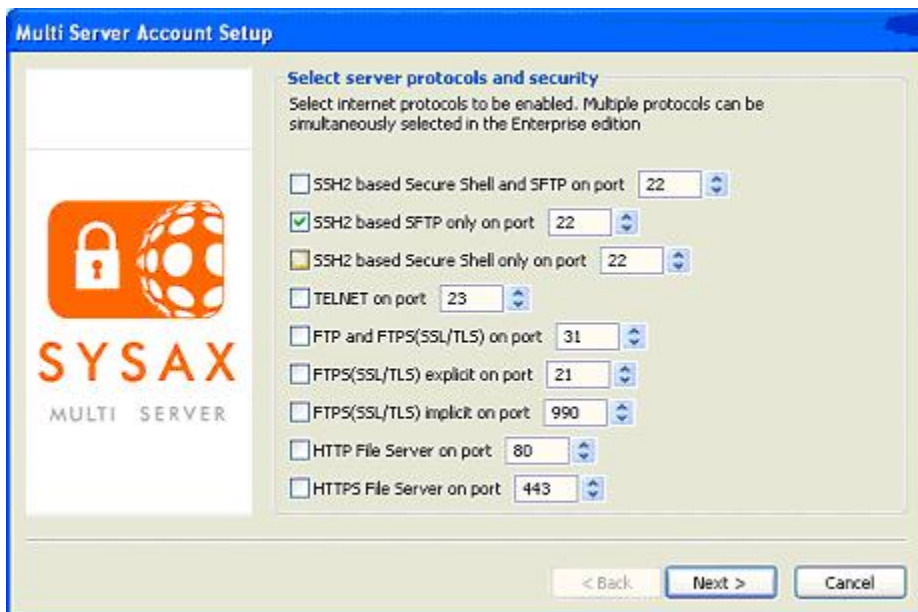 Multi Server Account Setup
Select server protocols and security
Select internet protocols to be enabled. Multiple protocols can be
simultaneously selected in the Enterprise edition
SSH2 based Secure Shell and SFTP on port 22
SSH2 based SFTP only on port 22
SSH2 based Secure Shell only on port 22
TELNET on port 23
FTP and FTPS(SSL/TLS) on port 31
FTPS(SSL/TLS) explicit on port 21
FTPS(SSL/TLS) implicit on port 990
HTTP File Server on port 80
HTTPS File Server on port 443
SYSAX
MULTI SERVER
< Back
Next >
Cancel